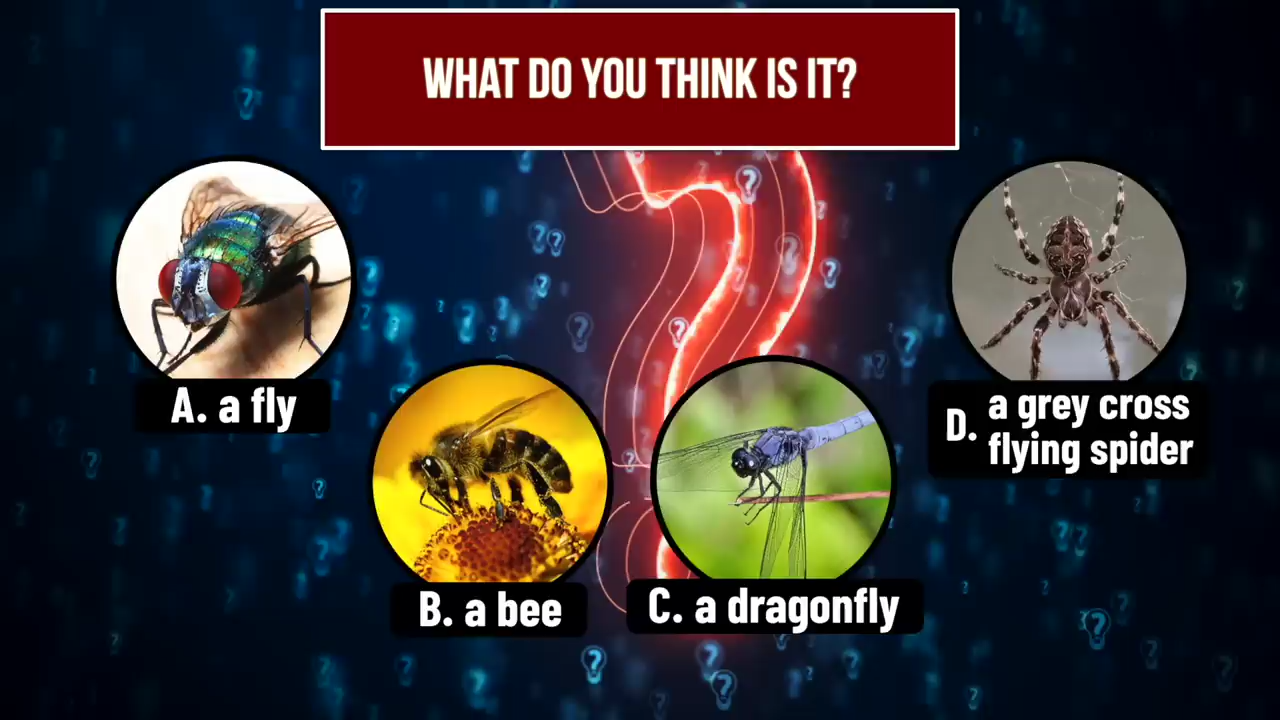 WHAT DO YOU THINK IS IT?
A. a fly
B. a bee
C. a dragonfly
D. a grey cross
flying spider